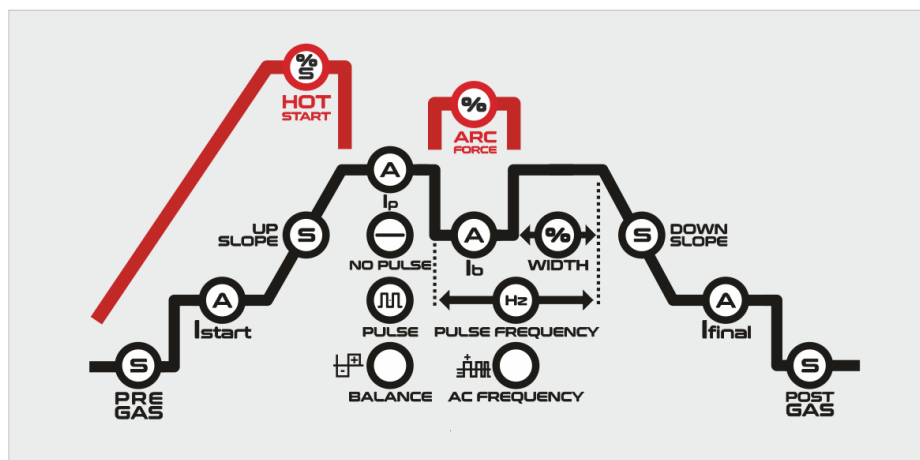 %
S
HOT
START
%
ARC
FORCE
A
Ip
UP
SLOPE
S
NO PULSE
A
Ib
%
WIDTH
S
DOWN
SLOPE
A
Istart
PULSE
Hz
PULSE FREQUENCY
A
Ifinal
S
PRE
GAS
+
-
BALANCE
+
AC FREQUENCY
S
POST
GAS